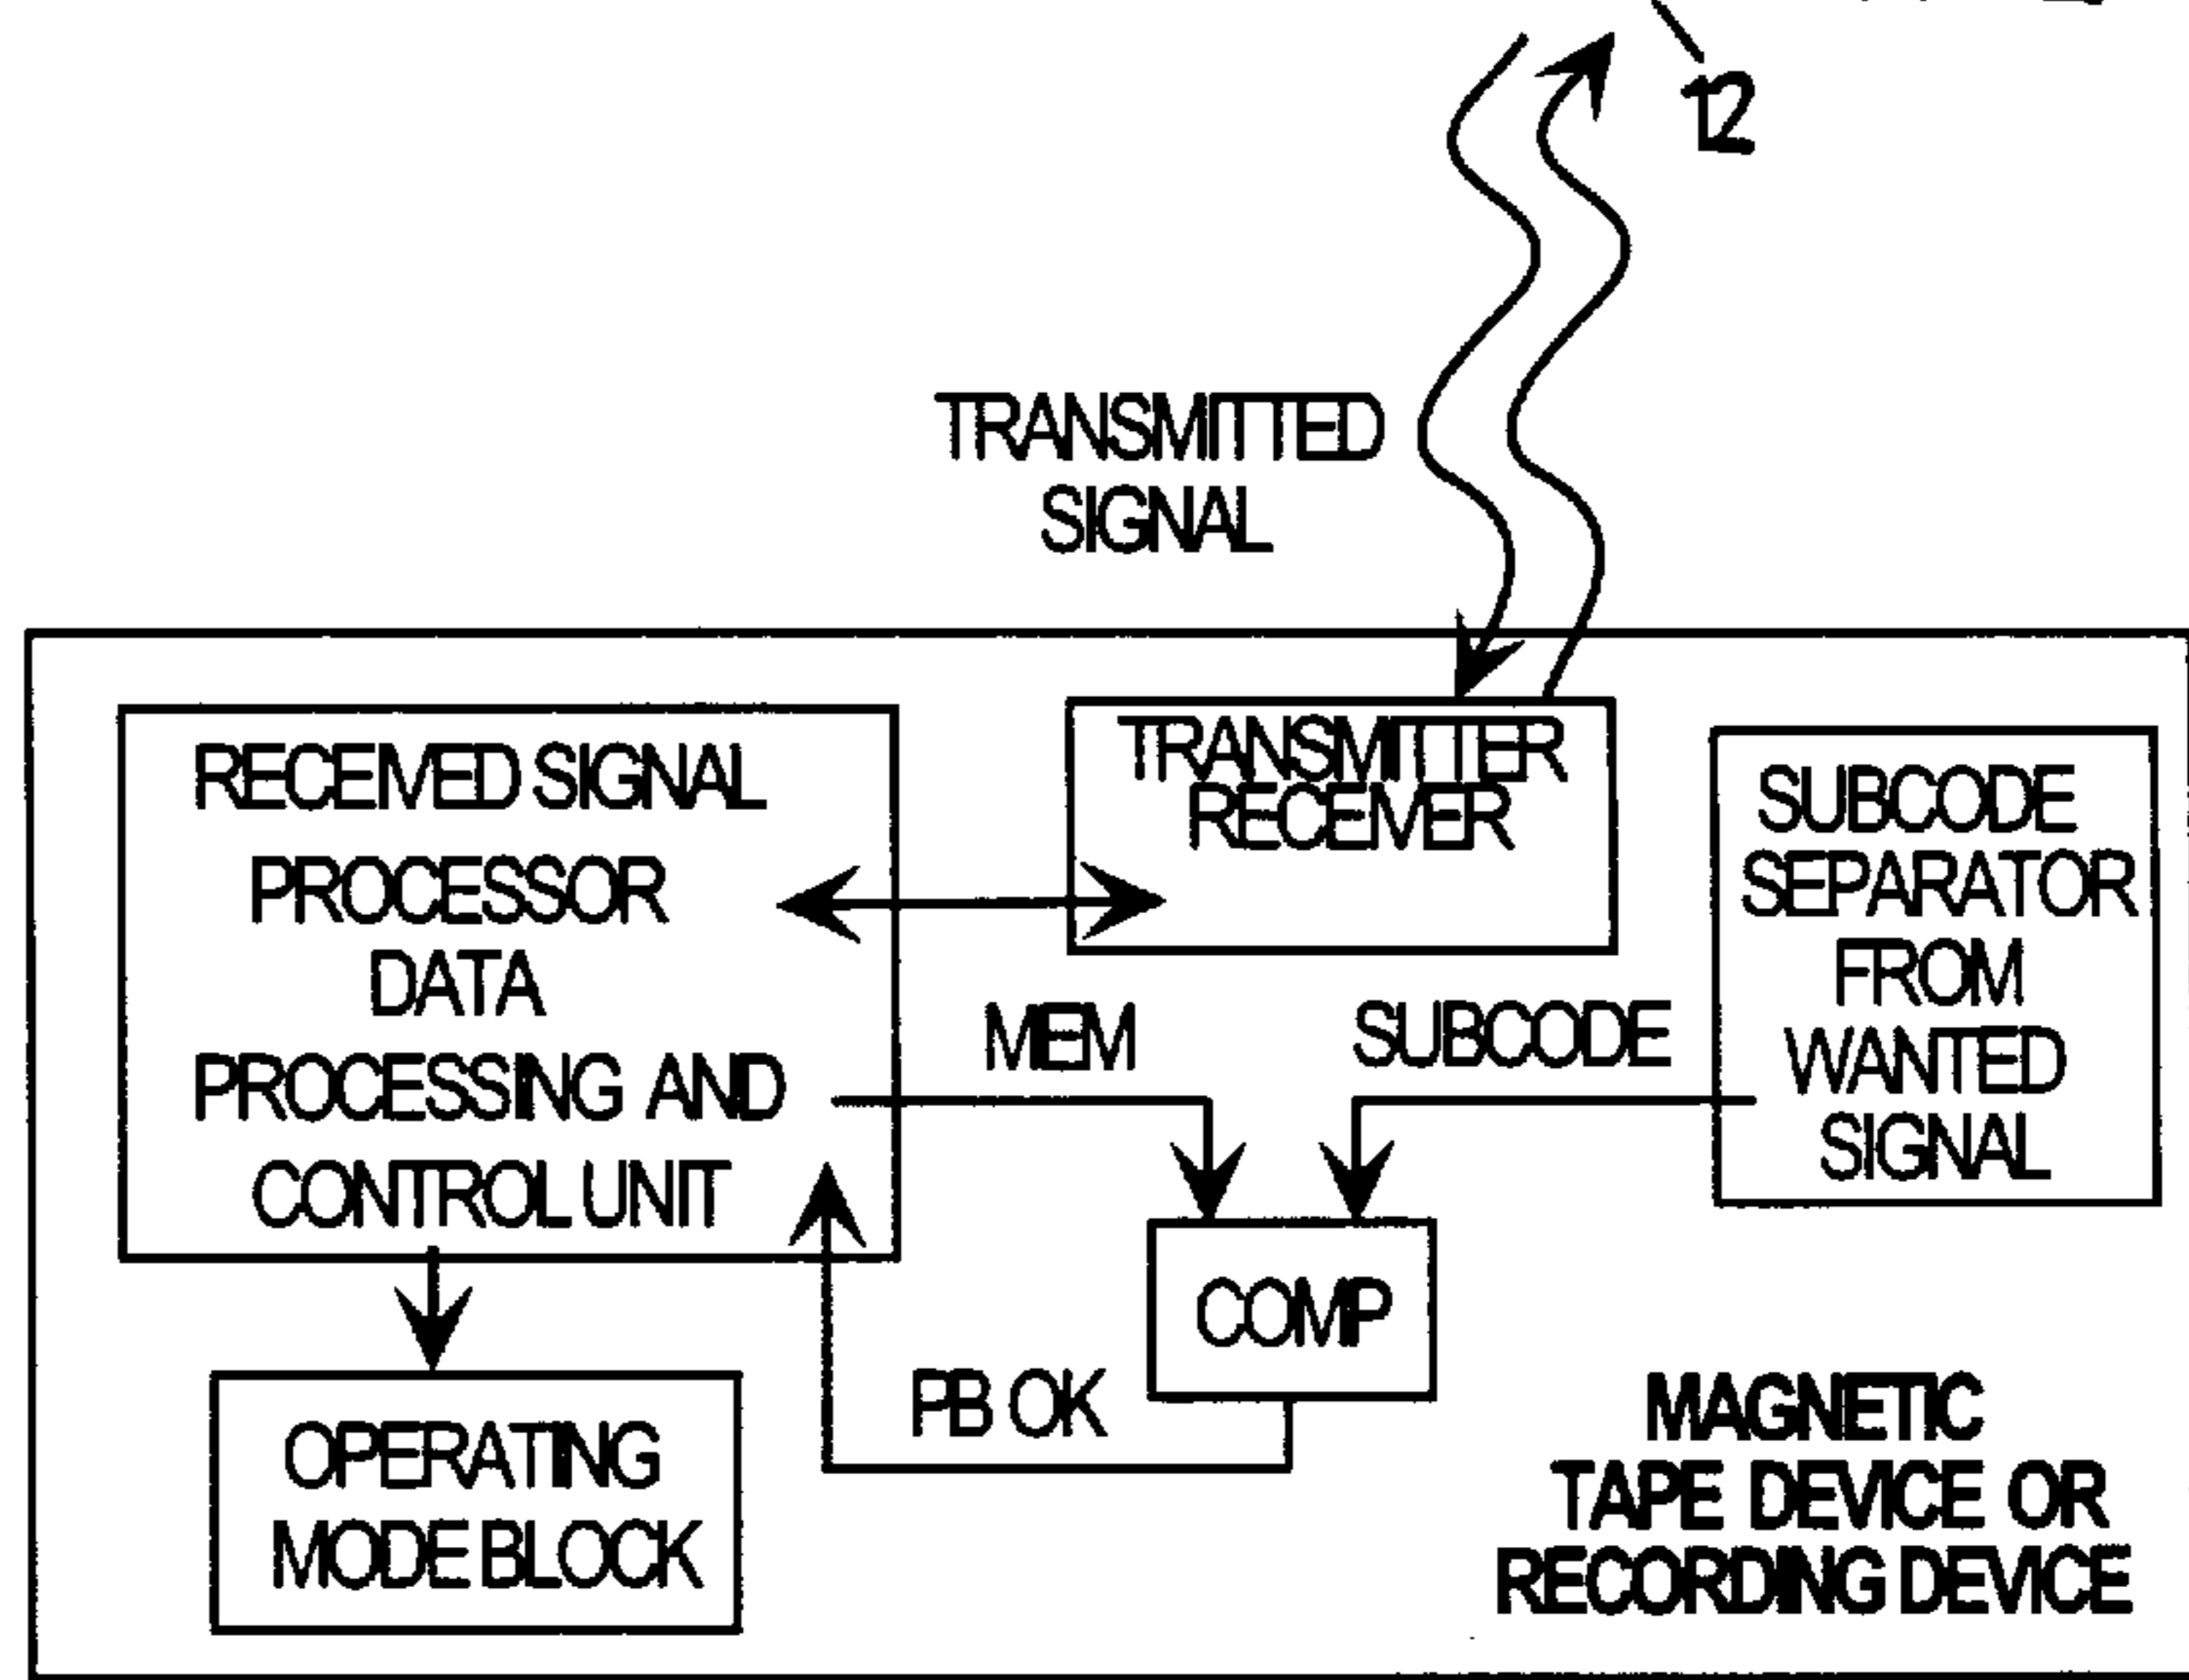 12
TRANSMITTED
SIGNAL
RECEIVED SIGNAL
PROCESSOR
DATA
PROCESSING AND
CONTROL UNIT
TRANSMITTER
RECEIVER
SUBCODE
SEPARATOR
FROM
WANTED
SIGNAL
MEM
SUBCODE
COMP
PB OK
OPERATING
MODE BLOCK
MAGNETIC
TAPE DEVICE OR
RECORDING DEVICE